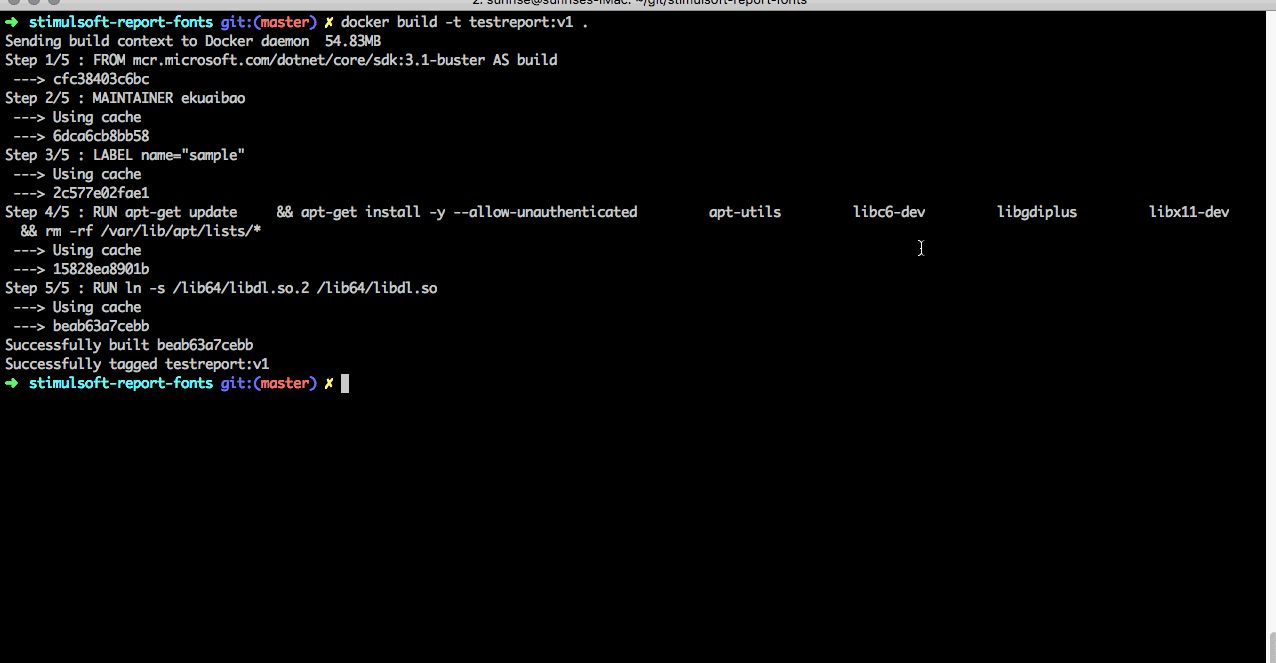 2. sunrise@sunrises-iMac: ~/git/stimulsoft-report-fonts
➜ stimulsoft-report-fonts git:(master) ✗ docker build -t testreport:v1 .
Sending build context to Docker daemon 54.83MB
Step 1/5 : FROM mcr.microsoft.com/dotnet/core/sdk:3.1-buster AS build
---> cfc38403c6bc
Step 2/5 : MAINTAINER ekuaibao
---> Using cache
---> 6dca6cb8bb58
Step 3/5 : LABEL name="sample"
---> Using cache
---> 2c577e02fae1
Step 4/5 : RUN apt-get update && apt-get install -y --allow-unauthenticated apt-utils libc6-dev libgdiplus libx11-dev
&& rm -rf /var/lib/apt/lists/*
---> Using cache
---> 15828ea8901b
Step 5/5 : RUN ln -s /lib64/libdl.so.2 /lib64/libdl.so
---> Using cache
---> beab63a7cebb
Successfully built beab63a7cebb
Successfully tagged testreport:v1
➜ stimulsoft-report-fonts git:(master) ✗